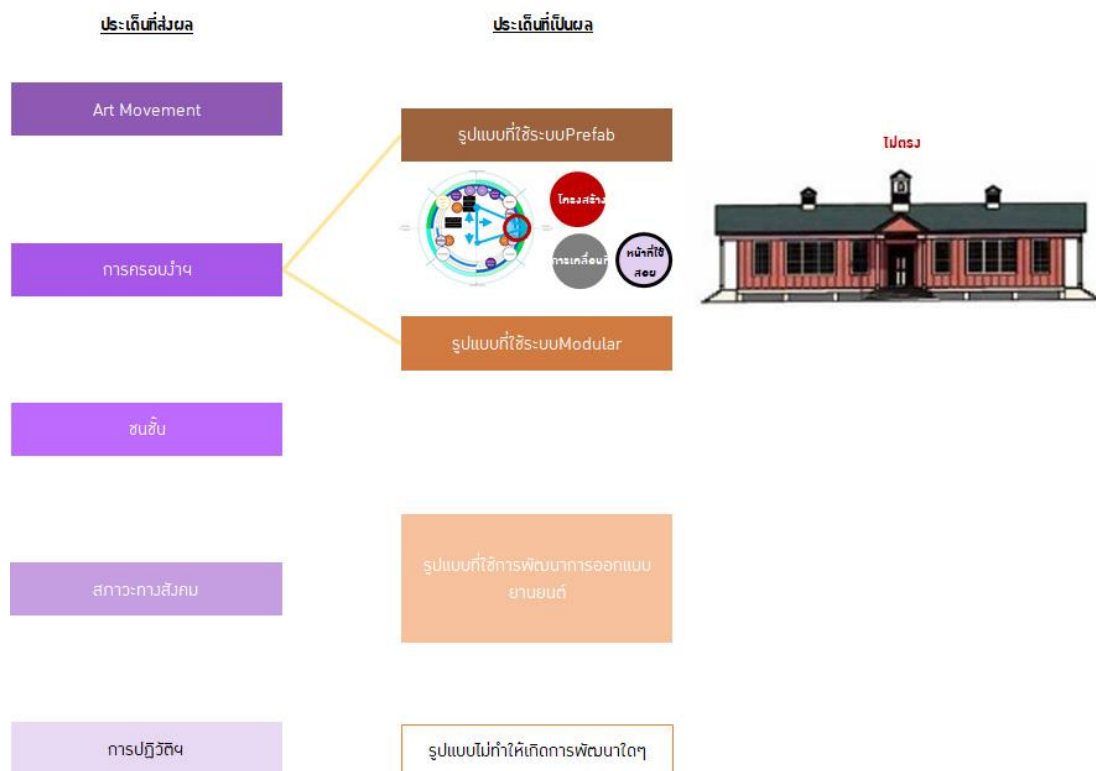 ประเด็นที่ส่งผล
ประเด็นที่เป็นผล
Art Movement
รูปแบบที่ใช้ระบบPrefab
ไม่ตรง
โครงสร้าง
การครอบงำฯ
การเคลื่อนที่
หน้าที่ใช้
สอย
รูปแบบที่ใช้ระบบModular
ชนชั้น
รูปแบบที่ใช้การพัฒนาการออกแบบ
ยานยนต์
สภาวะทางสังคม
การปฏิวัติฯ
รูปแบบไม่ทำให้เกิดการพัฒนาใดๆ